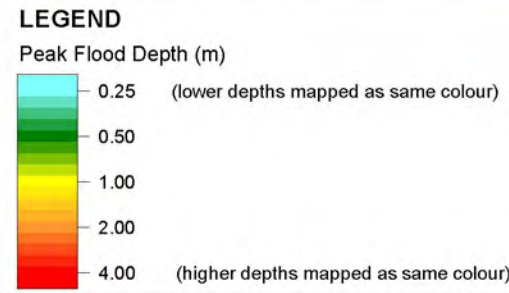 LEGEND
Peak Flood Depth (m)
0.25 (lower depths mapped as same colour)
0.50
1.00
2.00
4.00 (higher depths mapped as same colour)